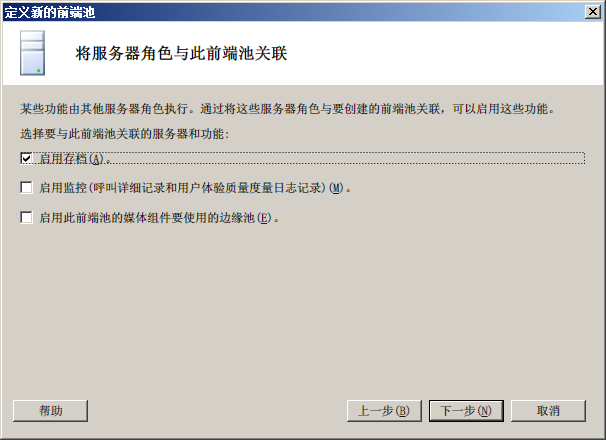 定义新的前端池
将服务器角色与此前端池关联
某些功能由其他服务器角色执行。通过将这些服务器角色与要创建的前端池关联，可以启用这些功能。
选择要与此前端池关联的服务器和功能:
启用存档(A)。
启用监控(呼叫详细记录和用户体验质量度量日志记录)(M)。
启用此前端池的媒体组件要使用的边缘池(E)。
帮助
上一步(B)
下一步(N)
取消